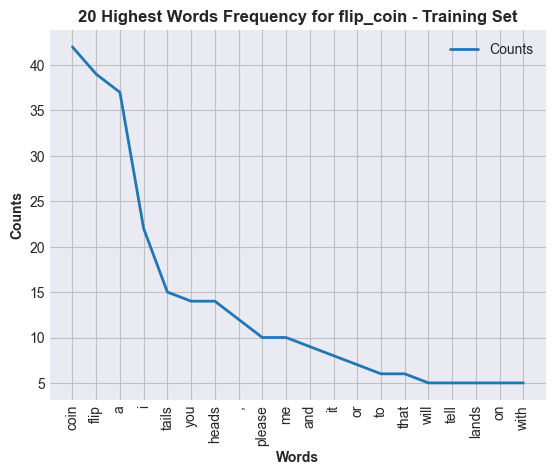 20 Highest Words Frequency for flip_coin - Training Set
Counts
Counts
40
35
30
25
20
15
10
5
coin
flip
a
i
tails
you
heads
,
please
me
and
it
or
to
that
will
tell
lands
on
with
Words